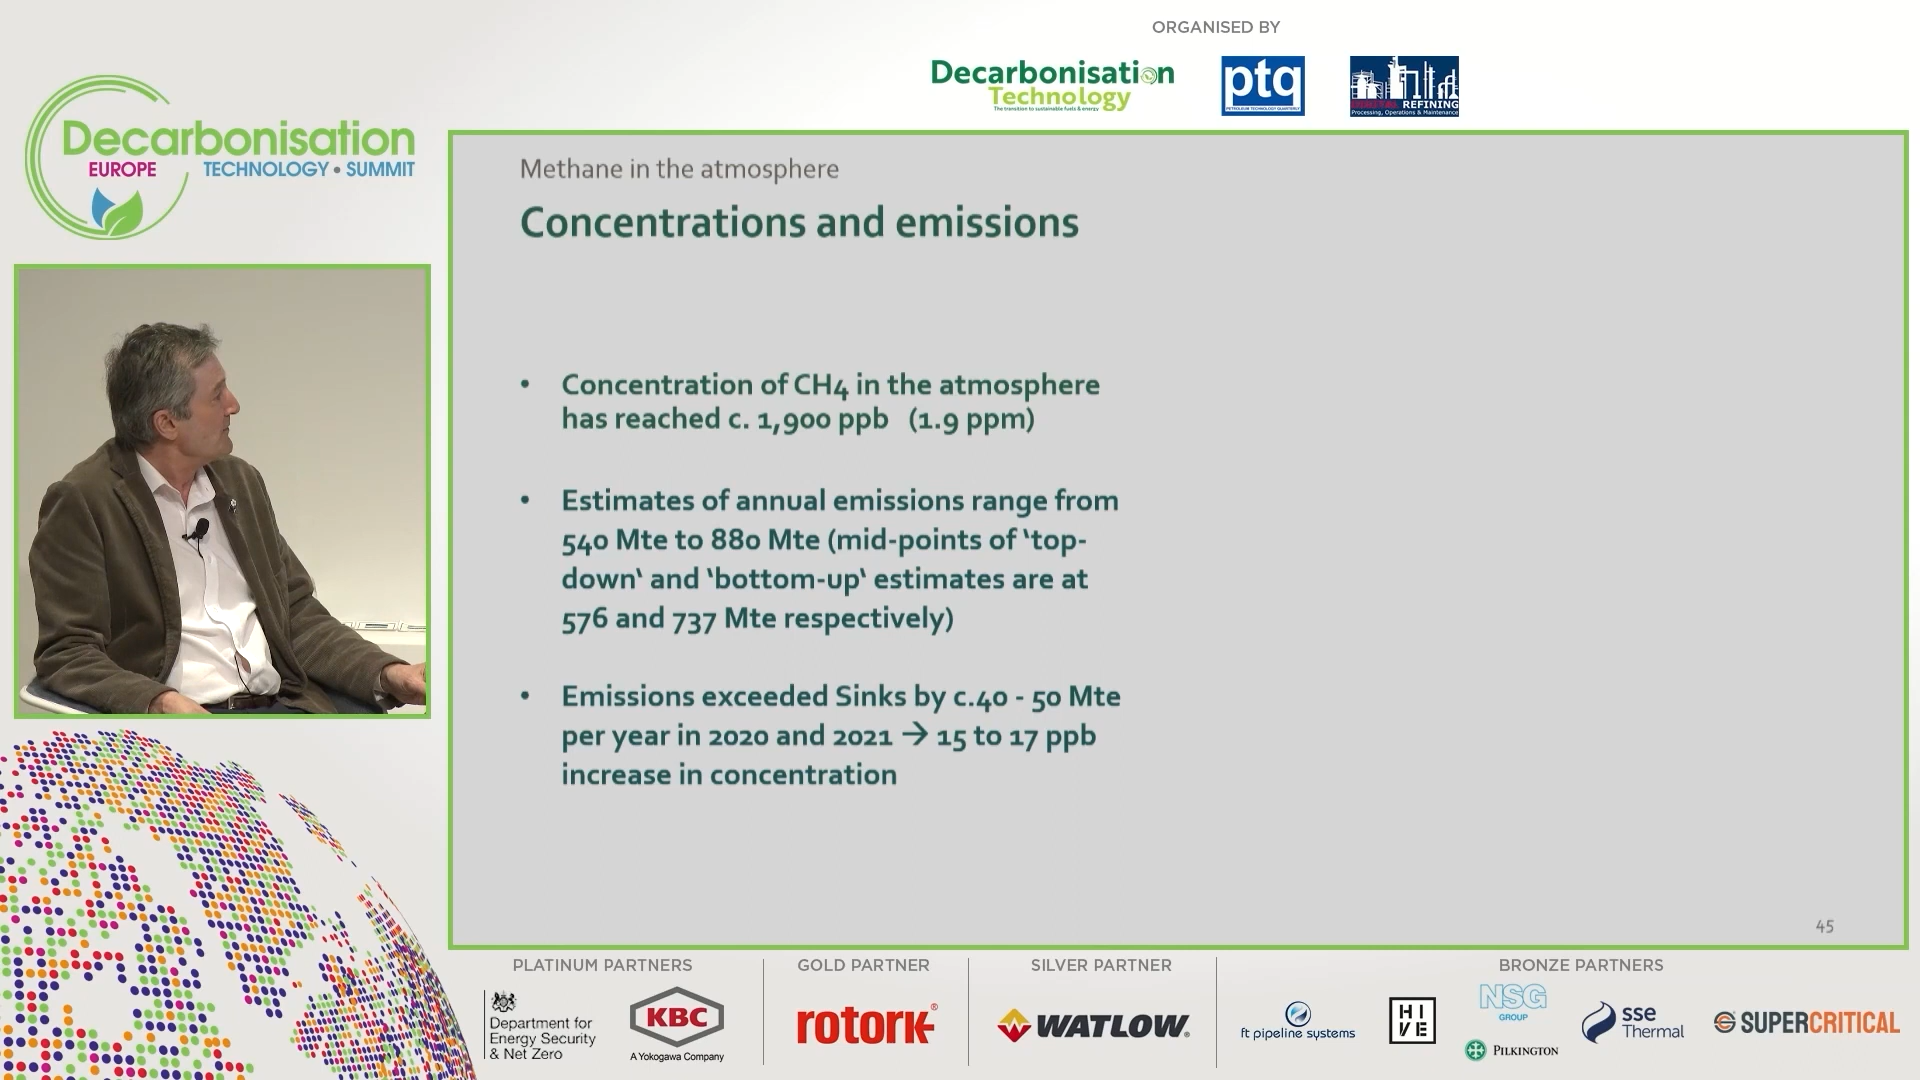 ORGANISED BY
Decarbonisation
Technology
The transition to sustainable fuels & energy
ptq
PETROLEUM TECHNOLOGY QUARTERLY
REFINING
Processing, Operations & Maintenance
Decarbonisation
EUROPE TECHNOLOGY • SUMMIT
Methane in the atmosphere
Concentrations and emissions
• Concentration of CH4 in the atmosphere
has reached c. 1,900 ppb (1.9 ppm)
• Estimates of annual emissions range from
540 Mte to 880 Mte (mid-points of ‘top-
down‘ and ‘bottom-up‘ estimates are at
576 and 737 Mte respectively)
• Emissions exceeded Sinks by c.40 - 50 Mte
per year in 2020 and 2021 → 15 to 17 ppb
increase in concentration
45
PLATINUM PARTNERS
Department for
Energy Security
& Net Zero
KBC
A Yokogawa Company
GOLD PARTNER
rotork®
SILVER PARTNER
WATLOW®
BRONZE PARTNERS
ft pipeline systems
HI
VE
NSG
GROUP
PILKINGTON
sse
Thermal
SUPERCRITICAL